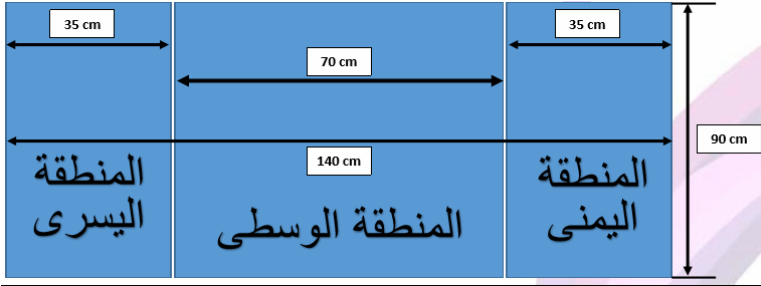 35 cm
35 cm
70 cm
90 cm
140 cm
المنطقة اليمنى
المنطقة الوسطى
المنطقة اليسرى